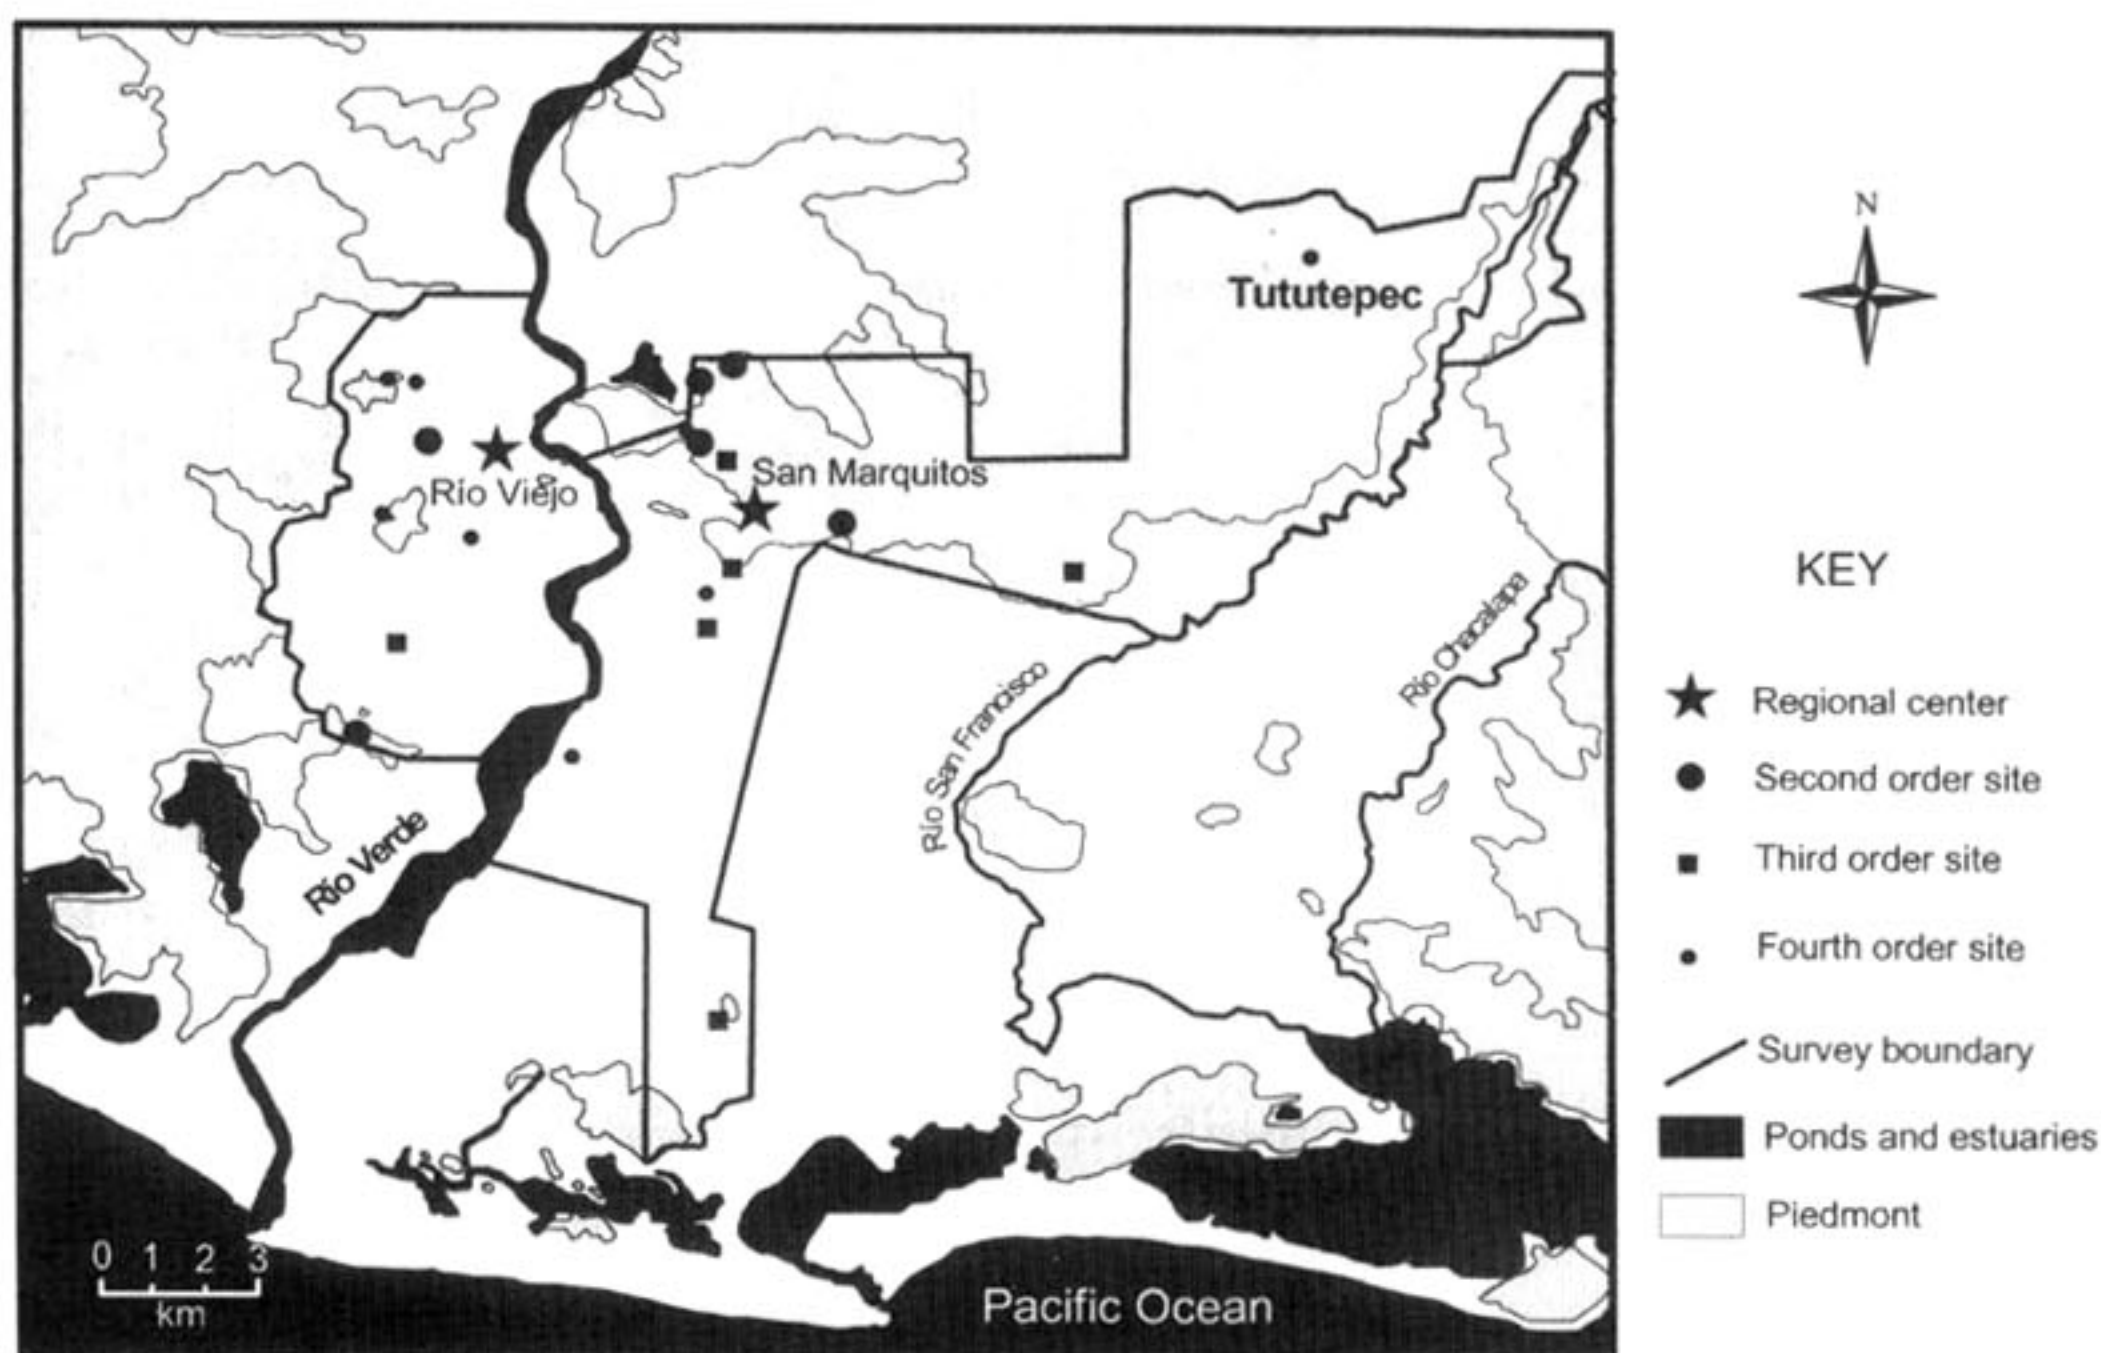 N
Tututepec
San Marquitos
Río Viejo
KEY
Río Chacalapa
Río San Francisco
Regional center
Second order site
Río Verde
Third order site
Fourth order site
Survey boundary
Ponds and estuaries
Piedmont
0 1 2 3
km
Pacific Ocean